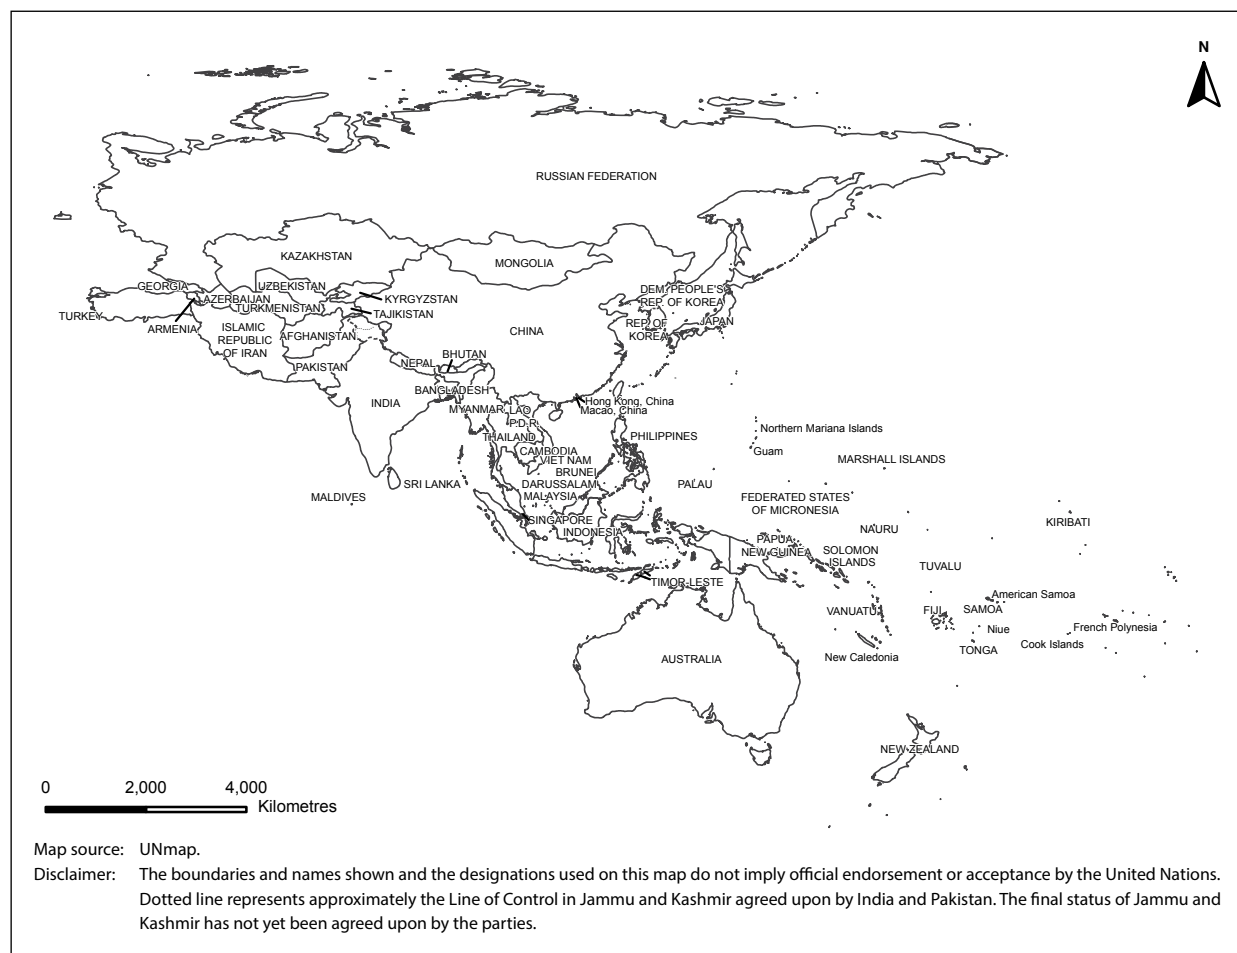 N
RUSSIAN FEDERATION
KAZAKHSTAN
MONGOLIA
GEORGIA
UZBEKISTAN
AZERBAIJAN
KYRGYZSTAN
TURKMENISTAN
TAJIKISTAN
TURKEY
ARMENIA
DEM. PEOPLE'S
REP. OF KOREA
REP. OF
KOREA
JAPAN
CHINA
ISLAMIC
REPUBLIC
OF IRAN
AFGHANISTAN
PAKISTAN
NEPAL
BHUTAN
BANGLADESH
INDIA
MYANMAR
LAO
P.D.R.
Hong Kong, China
Macao, China
THAILAND
CAMBODIA
VIET NAM
PHILIPPINES
BRUNEI
DARUSSALAM
MALAYSIA
SRI LANKA
MALDIVES
SINGAPORE
INDONESIA
Northern Mariana Islands
Guam
MARSHALL ISLANDS
PALAU
FEDERATED STATES
OF MICRONESIA
NAURU
KIRIBATI
PAPUA
NEW GUINEA
SOLOMON
ISLANDS
TUVALU
TIMOR-LESTE
American Samoa
VANUATU
FIJI
SAMOA
Niue
French Polynesia
Cook Islands
TONGA
New Caledonia
AUSTRALIA
NEW ZEALAND
0 2,000 4,000
Kilometres
Map source: UNmap.
Disclaimer: The boundaries and names shown and the designations used on this map do not imply official endorsement or acceptance by the United Nations.
Dotted line represents approximately the Line of Control in Jammu and Kashmir agreed upon by India and Pakistan. The final status of Jammu and
Kashmir has not yet been agreed upon by the parties.